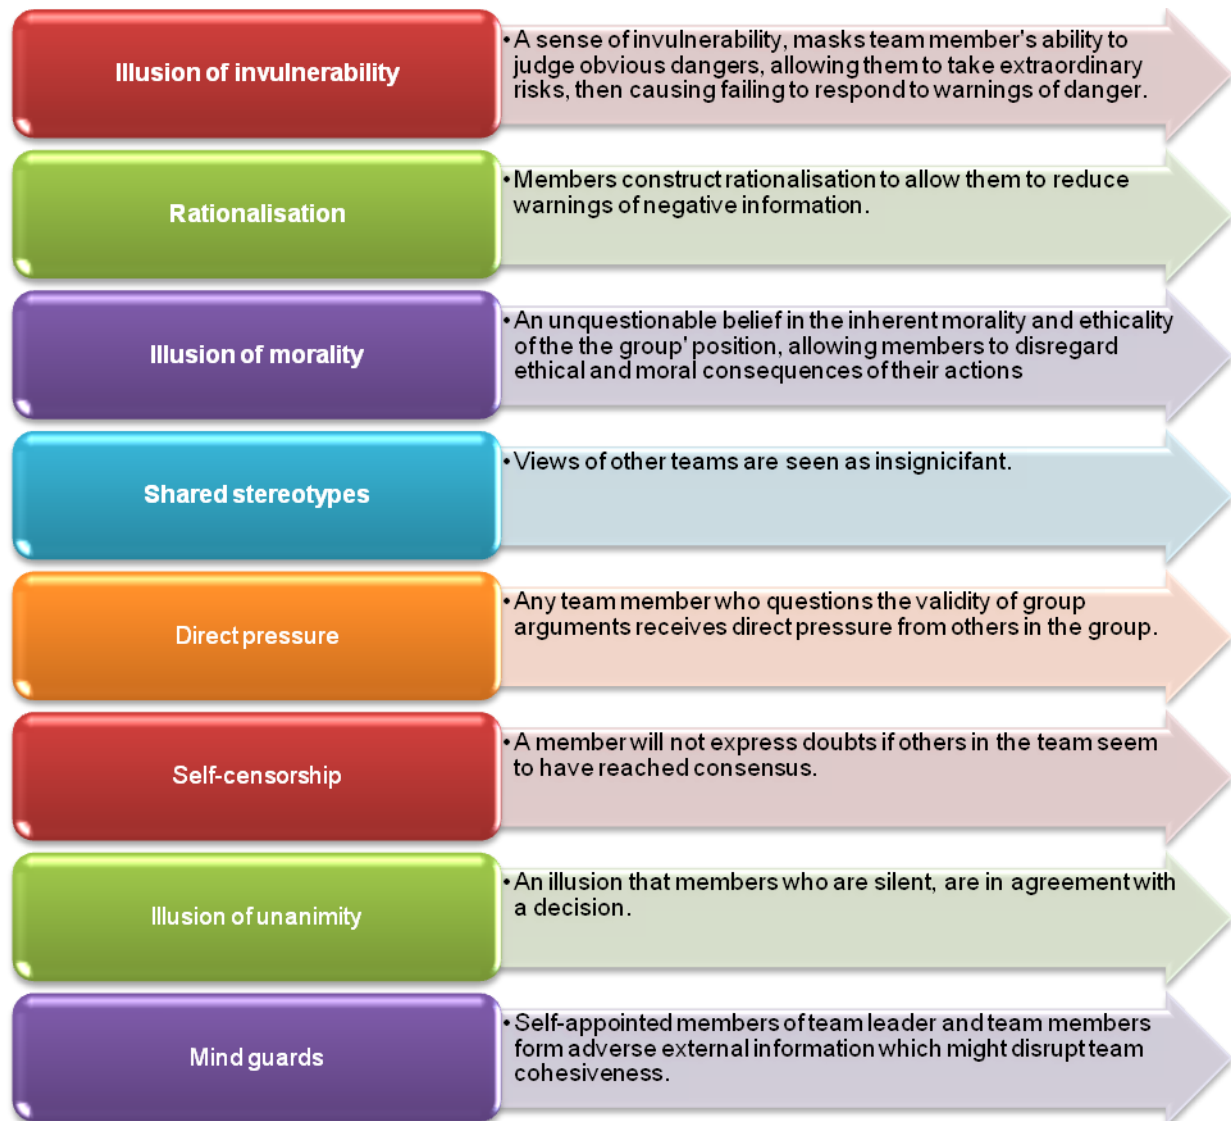 Illusion of invulnerability
• A sense of invulnerability, masks team member's ability to
judge obvious dangers, allowing them to take extraordinary
risks, then causing failing to respond to warnings of danger.
Rationalisation
• Members construct rationalisation to allow them to reduce
warnings of negative information.
Illusion of morality
• An unquestionable belief in the inherent morality and ethicality
of the the group' position, allowing members to disregard
ethical and moral consequences of their actions
Shared stereotypes
• Views of other teams are seen as insignicifant.
Direct pressure
• Any team member who questions the validity of group
arguments receives direct pressure from others in the group.
Self-censorship
• A member will not express doubts if others in the team seem
to have reached consensus.
Illusion of unanimity
• An illusion that members who are silent, are in agreement with
a decision.
Mind guards
• Self-appointed members of team leader and team members
form adverse external information which might disrupt team
cohesiveness.